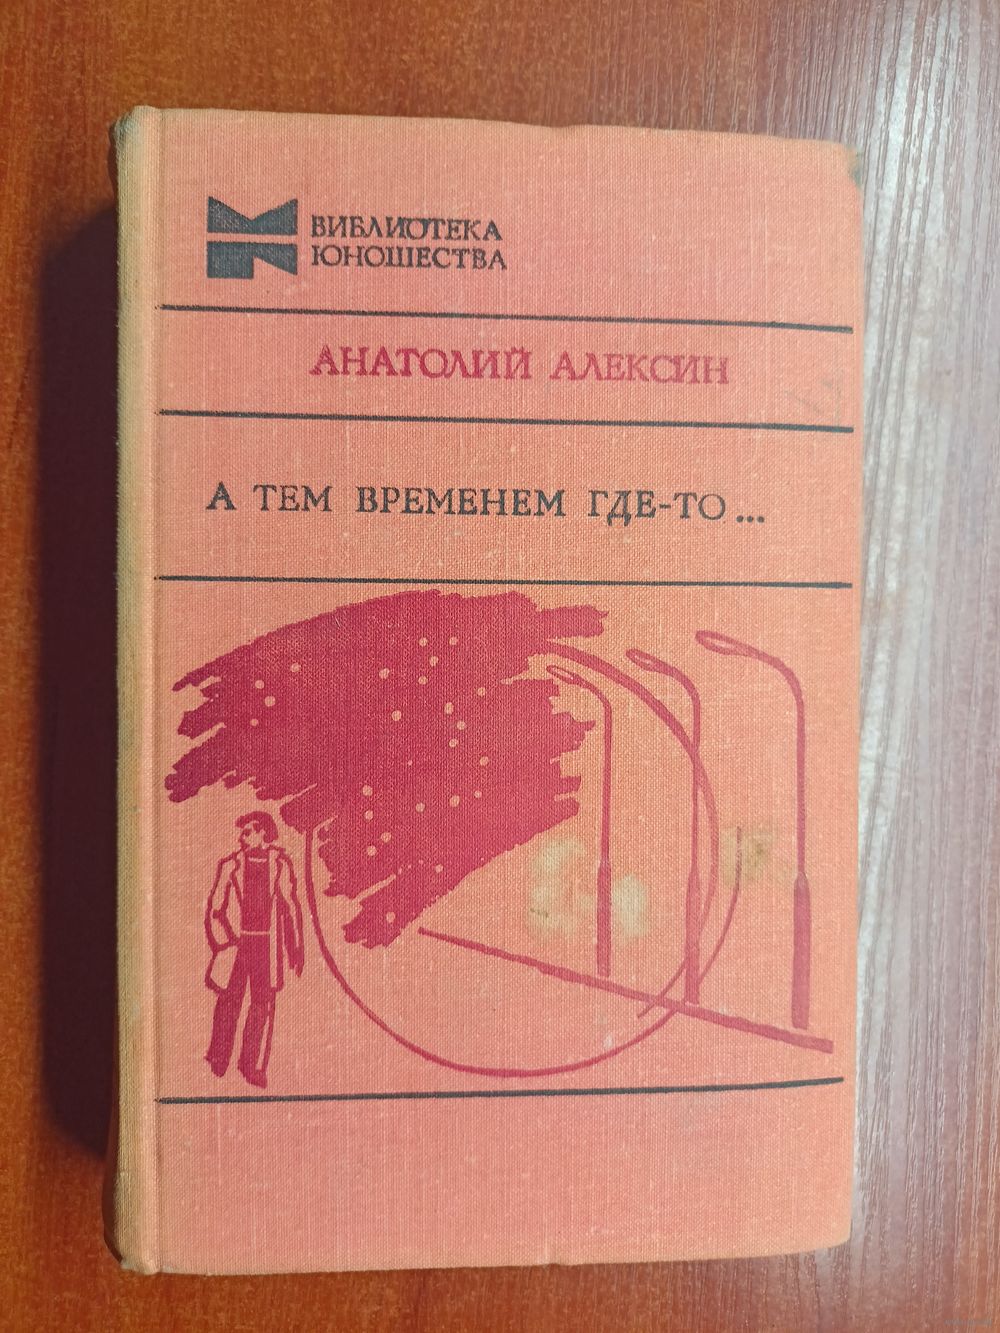 БИБЛИОТЕКА
ЮНОШЕСТВА
АНАТОЛИЙ АЛЕКСИН
А ТЕМ ВРЕМЕНЕМ ГДЕ-ТО...